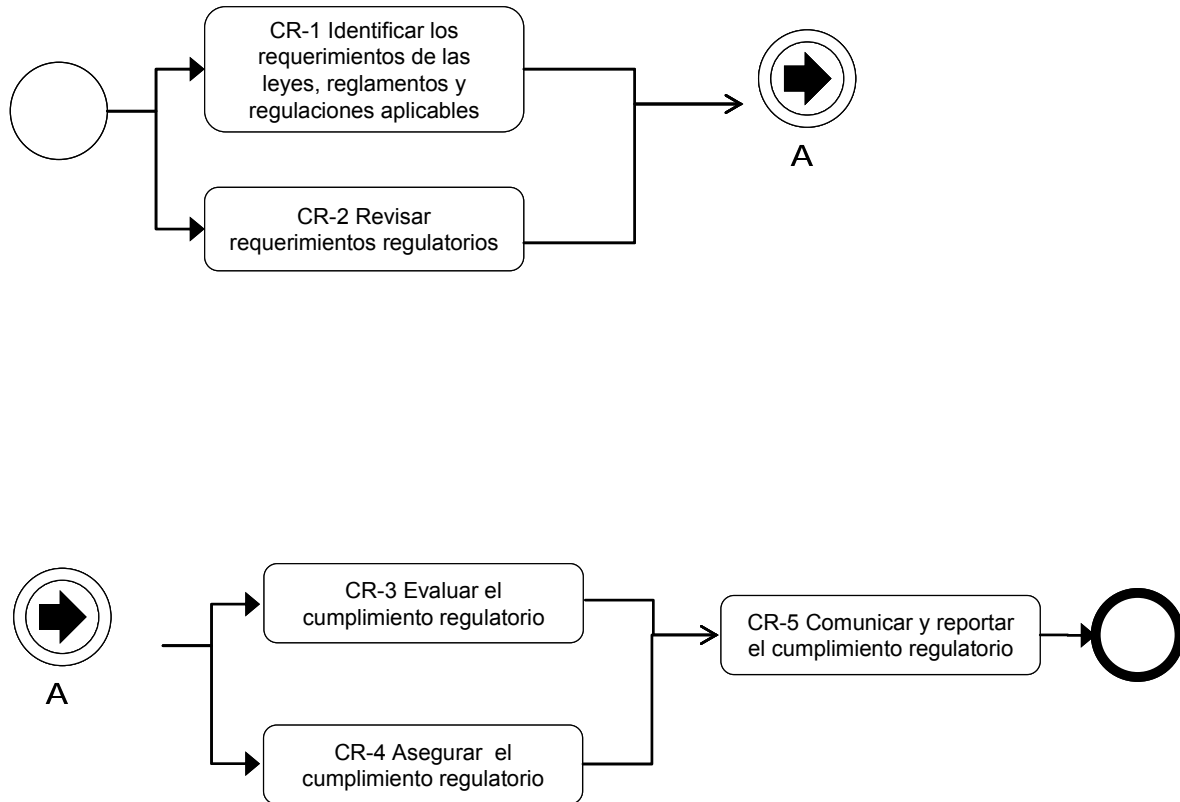 CR-1 Identificar los
requerimientos de las
leyes, reglamentos y
regulaciones aplicables
A
CR-2 Revisar
requerimientos regulatorios
CR-3 Evaluar el
cumplimiento regulatorio
CR-5 Comunicar y reportar
el cumplimiento regulatorio
A
CR-4 Asegurar el
cumplimiento regulatorio